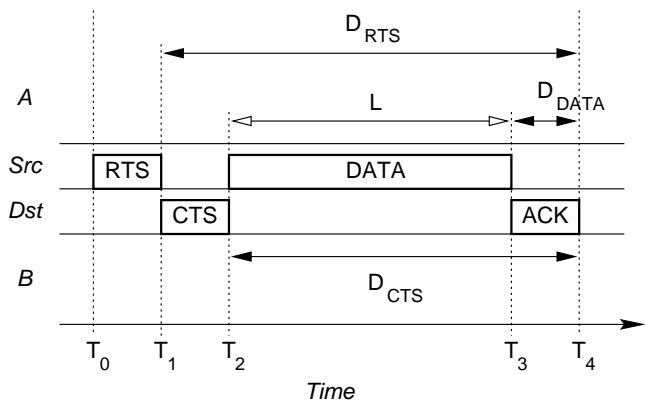 D_RTS
A
L
D_DATA
Src
RTS
DATA
Dst
CTS
ACK
B
D_CTS
T_0
T_1
T_2
T_3
T_4
Time